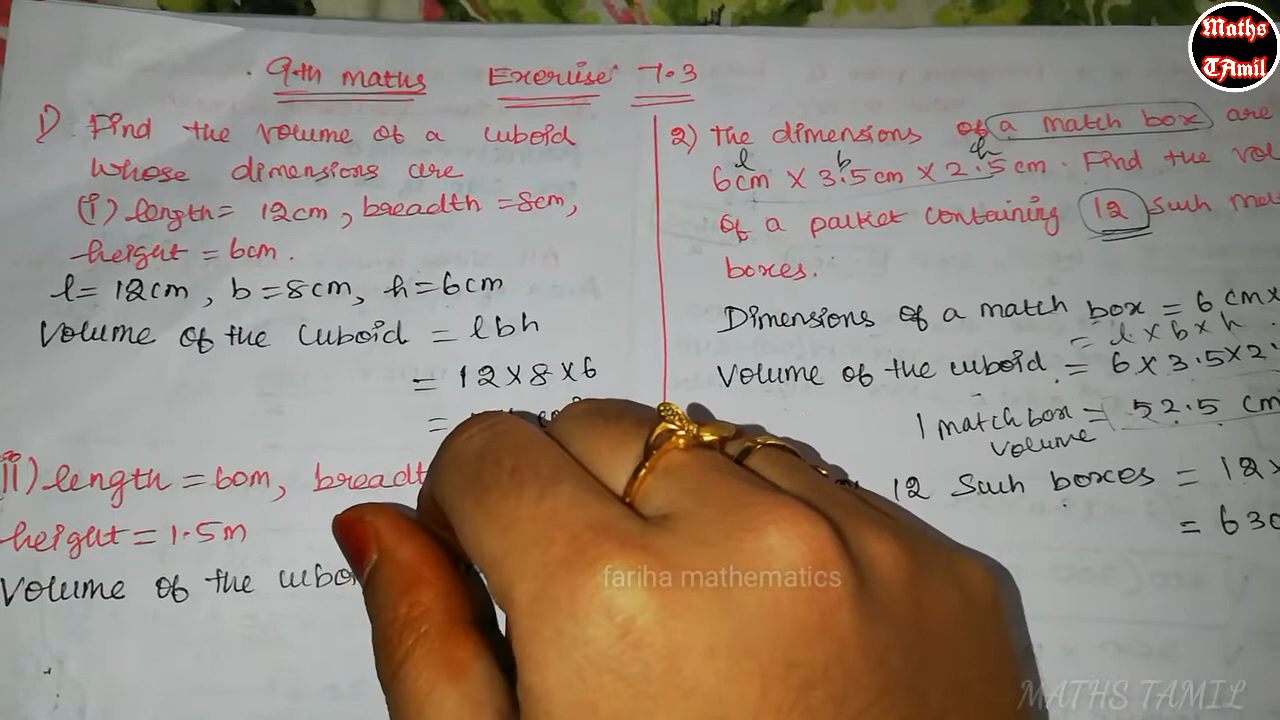 9th maths Exercise 7.3
1) Find the volume of a cuboid
whose dimensions are
(i) length = 12cm, breadth = 8cm,
height = 6cm.
l = 12cm, b = 8cm, h = 6cm
Volume of the cuboid = lbh
= 12 × 8 × 6
=
ii) length = 60m,
height = 1.5m
Volume of the
2) The dimensions of a match box are
l b h
6cm × 3.5cm × 2.5cm. Find the
of a packet containing 12 such
boxes.
Dimensions of a match box = 6 cm ×
= l × b × h
Volume of the cuboid = 6 × 3.5 × 2.
1 match box = 52.5 cm
volume
12 Such boxes = 12 ×
= 630
Maths
TAmil
fariha mathematics
MATHS TAMIL